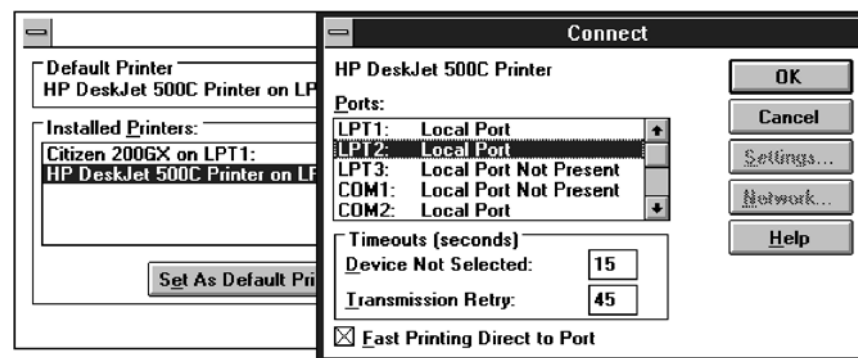 Default Printer
HP DeskJet 500C Printer on LP
Installed Printers:
Citizen 200GX on LPT1:
HP DeskJet 500C Printer on LP
Set As Default Pri
Connect
HP DeskJet 500C Printer
Ports:
LPT1: Local Port
LPT2: Local Port
LPT3: Local Port Not Present
COM1: Local Port Not Present
COM2: Local Port
Timeouts (seconds)
Device Not Selected: 15
Transmission Retry: 45
Fast Printing Direct to Port
OK
Cancel
Settings...
Network...
Help